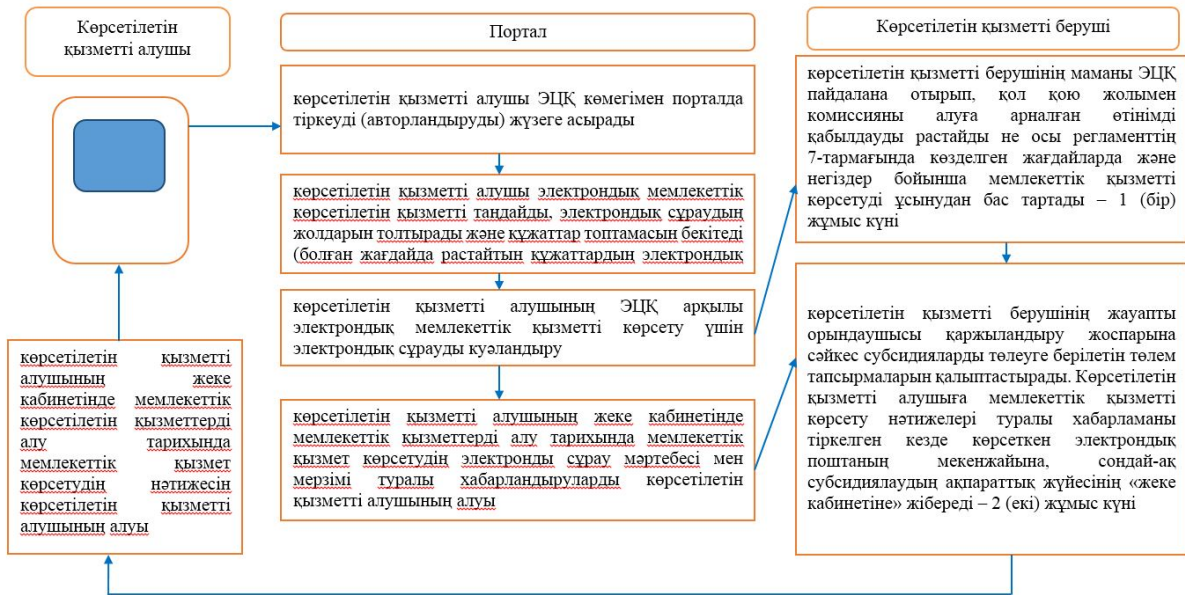 Көрсетілетін
қызметті алушы
Портал
Көрсетілетін қызметті беруші
көрсетілетін қызметті алушы ЭЦҚ көмегімен порталда
тіркеуді (авторландыруды) жүзеге асырады
көрсетілетін қызметті алушы электрондық мемлекеттік
көрсетілетін қызметті таңдайды, электрондық сұраудың
жолдарын толтырады және құжаттар топтамасын бекітеді
(болған жағдайда растайтын құжаттардың электрондық
көрсетілетін қызметті алушының ЭЦҚ арқылы
электрондық мемлекеттік қызметті көрсету үшін
электрондық сұрауды куәландыру
көрсетілетін қызметті алушының жеке кабинетінде
мемлекеттік қызметтерді алу тарихында мемлекеттік
қызмет көрсетудің электронды сұрау мәртебесі мен
мерзімі туралы хабарландыруларды көрсетілетін
қызметті алушының алуы
көрсетілетін қызметті берушінің маманы ЭЦҚ
пайдалана отырып, қол қою жолымен
комиссияны алуға арналған өтінімді
қабылдауды растайды не осы регламенттің
7-тармағында көзделген жағдайларда және
негіздер бойынша мемлекеттік қызметті
көрсетуді ұсынудан бас тартады – 1 (бір)
жұмыс күні
көрсетілетін қызметті берушінің жауапты
орындаушысы қаржыландыру жоспарына
сәйкес субсидияларды төлеуге берілетін төлем
тапсырмаларын қалыптастырады. Көрсетілетін
қызметті алушыға мемлекеттік қызметті
көрсету нәтижелері туралы хабарламаны
тіркелген кезде көрсеткен электрондық
поштаның мекенжайына, сондай-ақ
субсидиялаудың ақпараттық жүйесінің «жеке
кабинетіне» жібереді – 2 (екі) жұмыс күні
көрсетілетін қызметті
алушының жеке
кабинетінде мемлекеттік
көрсетілетін қызметтерді
алу тарихында
мемлекеттік қызмет
көрсетудің нәтижесін
көрсетілетін қызметті
алушының алуы